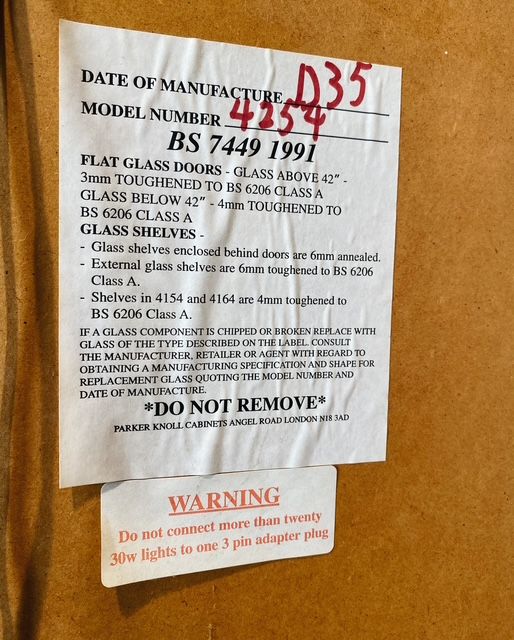 DATE OF MANUFACTURE D35
MODEL NUMBER 4254
BS 7449 1991
FLAT GLASS DOORS - GLASS ABOVE 42″ -
3mm TOUGHENED TO BS 6206 CLASS A
GLASS BELOW 42″ - 4mm TOUGHENED TO
BS 6206 CLASS A
GLASS SHELVES -
- Glass shelves enclosed behind doors are 6mm annealed.
- External glass shelves are 6mm toughened to BS 6206
Class A.
- Shelves in 4154 and 4164 are 4mm toughened to
BS 6206 Class A.
IF A GLASS COMPONENT IS CHIPPED OR BROKEN REPLACE WITH
GLASS OF THE TYPE DESCRIBED ON THE LABEL. CONSULT
THE MANUFACTURER, RETAILER OR AGENT WITH REGARD TO
OBTAINING A MANUFACTURING SPECIFICATION AND SHAPE FOR
REPLACEMENT GLASS QUOTING THE MODEL NUMBER AND
DATE OF MANUFACTURE.
*DO NOT REMOVE*
PARKER KNOLL CABINETS ANGEL ROAD LONDON N18 3AD
WARNING
Do not connect more than twenty
30w lights to one 3 pin adapter plug